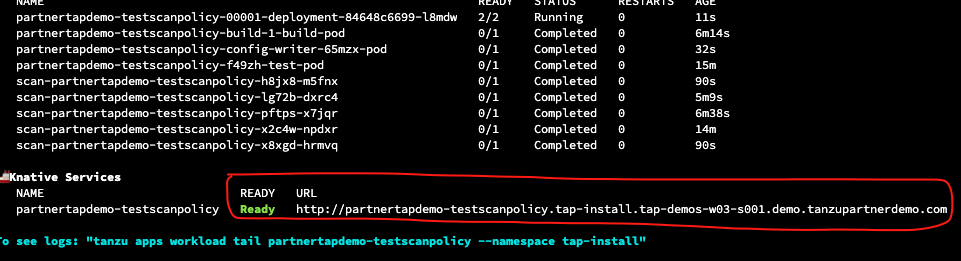 NAME READY STATUS RESTARTS AGE
partnertapdemo-testscanpolicy-00001-deployment-84648c6699-l8mdw 2/2 Running 0 11s
partnertapdemo-testscanpolicy-build-1-build-pod 0/1 Completed 0 6m14s
partnertapdemo-testscanpolicy-config-writer-65mzx-pod 0/1 Completed 0 32s
partnertapdemo-testscanpolicy-f49zh-test-pod 0/1 Completed 0 15m
scan-partnertapdemo-testscanpolicy-h8jx8-m5fnx 0/1 Completed 0 90s
scan-partnertapdemo-testscanpolicy-lg72b-dxrc4 0/1 Completed 0 5m9s
scan-partnertapdemo-testscanpolicy-pftps-x7jqr 0/1 Completed 0 6m38s
scan-partnertapdemo-testscanpolicy-x2c4w-npdxr 0/1 Completed 0 14m
scan-partnertapdemo-testscanpolicy-x8xgd-hrmvq 0/1 Completed 0 90s
Knative Services
NAME READY URL
partnertapdemo-testscanpolicy Ready http://partnertapdemo-testscanpolicy.tap-install.tap-demos-w03-s001.demo.tanzupartnerdemo.com
To see logs: "tanzu apps workload tail partnertapdemo-testscanpolicy --namespace tap-install"